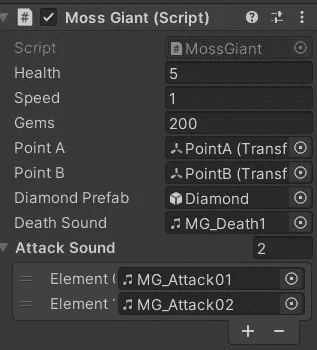 Moss Giant (Script)
Script MossGiant
Health 5
Speed 1
Gems 200
Point A PointA (Transf
Point B PointB (Transf
Diamond Prefab Diamond
Death Sound MG_Death1
Attack Sound 2
Element MG_Attack01
Element MG_Attack02